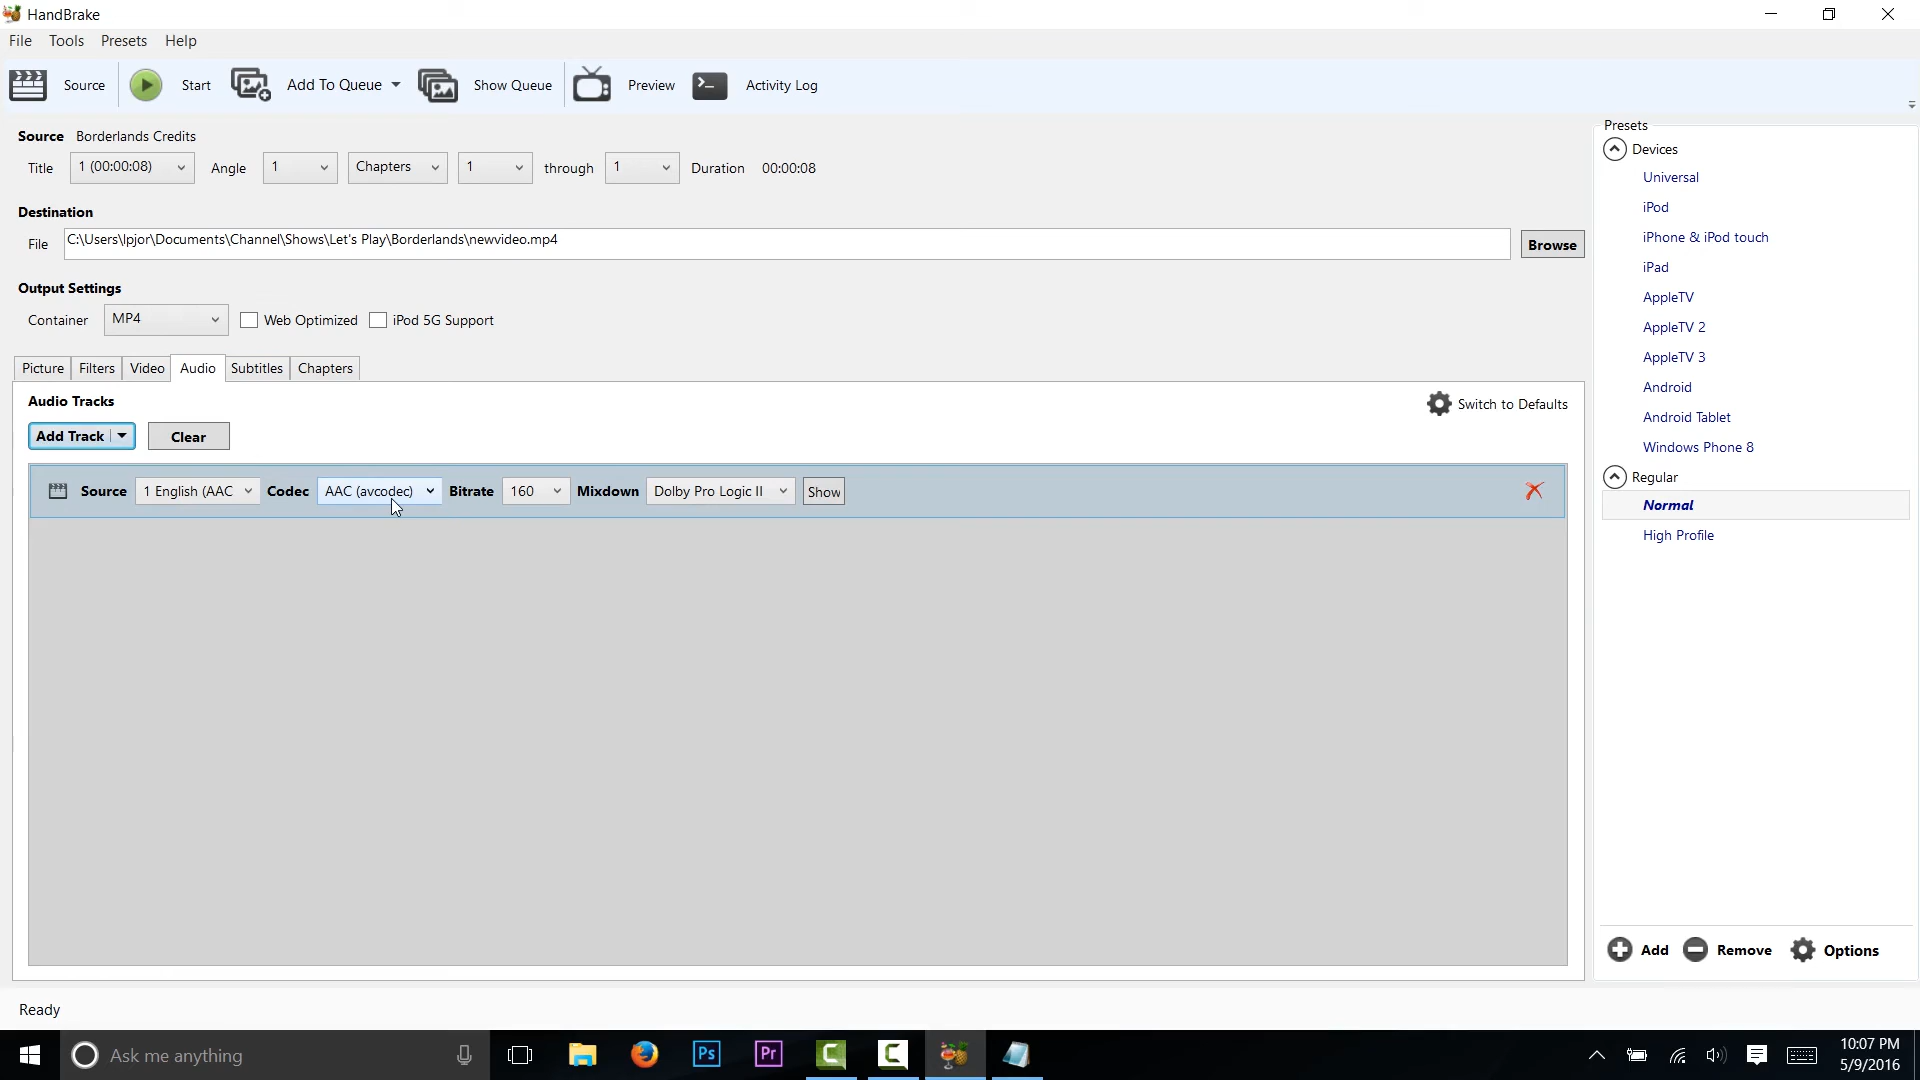 HandBrake
File Tools Presets Help
Source Start Add To Queue Show Queue Preview Activity Log
Source Borderlands Credits
Title 1 (00:00:08) Angle 1 Chapters 1 through 1 Duration 00:00:08
Destination
File C:\Users\lpjor\Documents\Channel\Shows\Let's Play\Borderlands\newvideo.mp4 Browse
Output Settings
Container MP4 Web Optimized iPod 5G Support
Picture Filters Video Audio Subtitles Chapters
Audio Tracks
Switch to Defaults
Add Track Clear
Source 1 English (AAC Codec AAC (avcodec) Bitrate 160 Mixdown Dolby Pro Logic II Show
Presets
Devices
Universal
iPod
iPhone & iPod touch
iPad
AppleTV
AppleTV 2
AppleTV 3
Android
Android Tablet
Windows Phone 8
Regular
Normal
High Profile
Add Remove Options
Ready
Ask me anything
Ps Pr C C
10:07 PM
5/9/2016